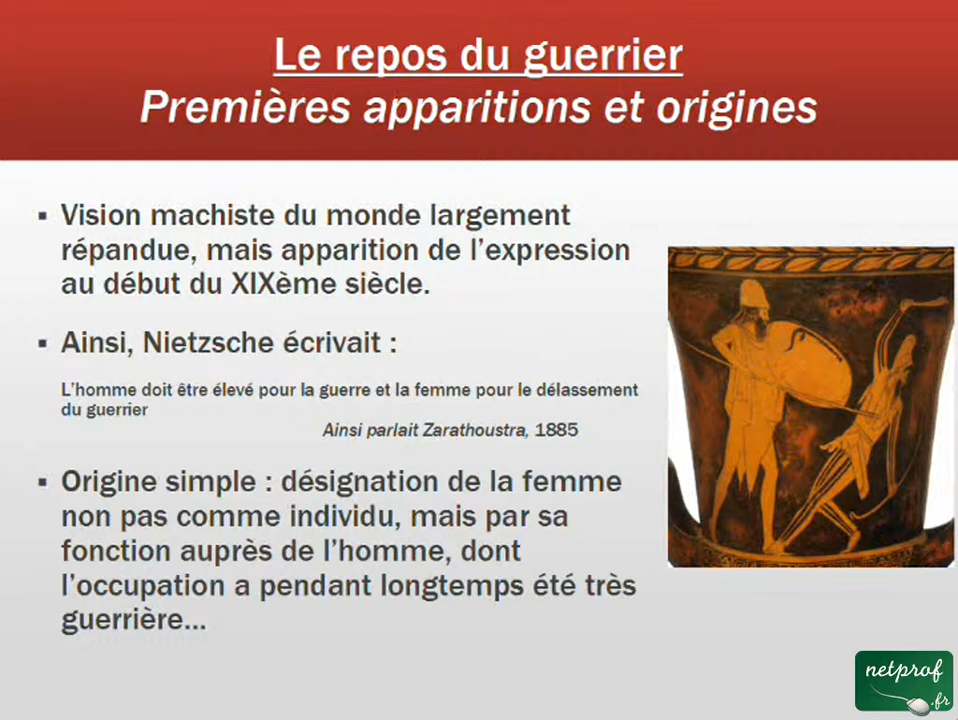 Le repos du guerrier
Premières apparitions et origines
▪ Vision machiste du monde largement
répandue, mais apparition de l'expression
au début du XIXème siècle.
▪ Ainsi, Nietzsche écrivait :
L'homme doit être élevé pour la guerre et la femme pour le délassement
du guerrier
Ainsi parlait Zarathoustra, 1885
▪ Origine simple : désignation de la femme
non pas comme individu, mais par sa
fonction auprès de l'homme, dont
l'occupation a pendant longtemps été très
guerrière...
netprof
.fr